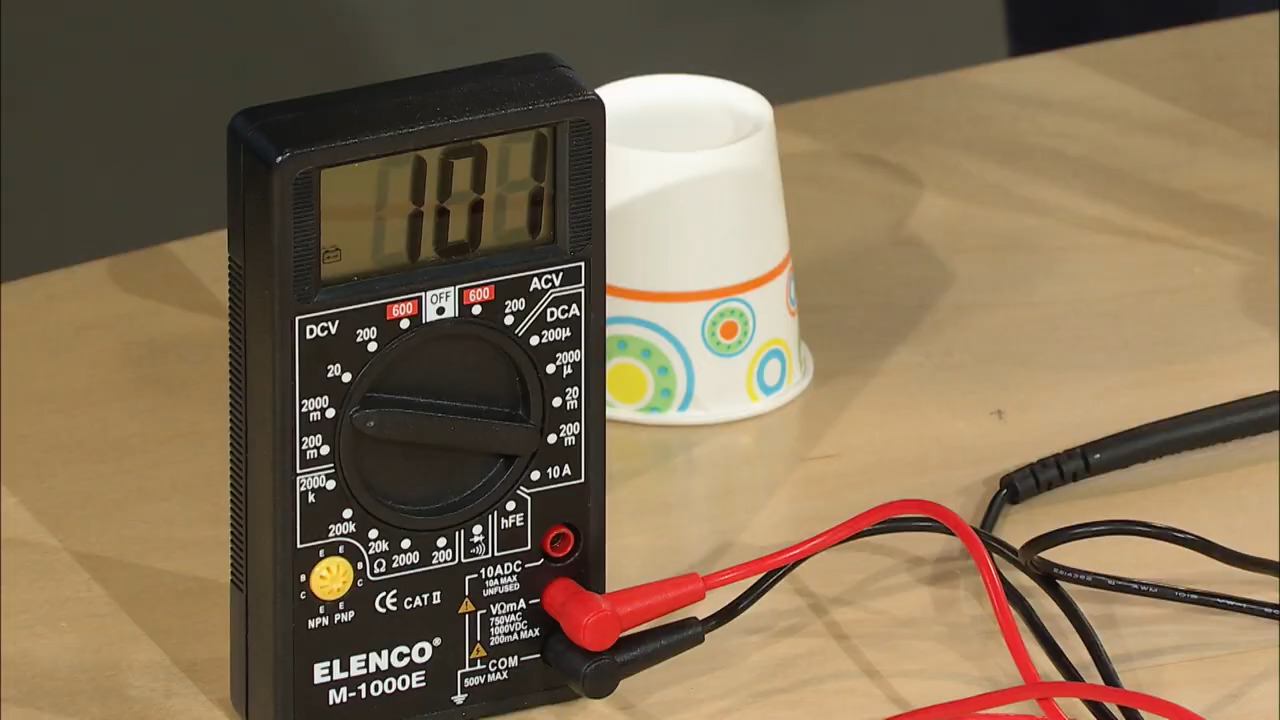 101
DCV
600
OFF
600
200
ACV
DCA
200
20
2000
m
200
m
2000
k
200k
20k
Ω
2000
200
200μ
2000
μ
20
m
200
m
10 A
hFE
E E
B B
C C
E E
NPN PNP
CE CAT II
10ADC
10A MAX
UNFUSED
VΩmA
750VAC
1000VDC
200mA MAX
COM
500V MAX
ELENCO®
M-1000E